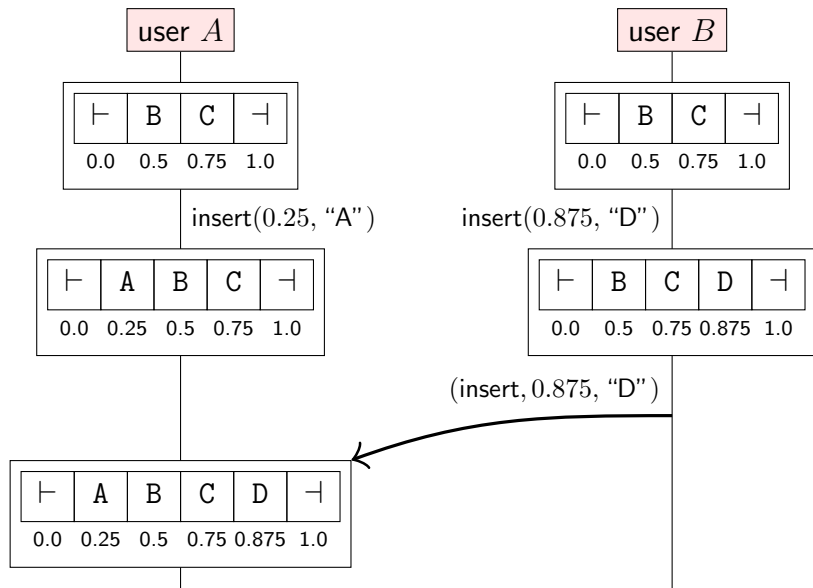 user A user B
⊢ B C ⊣ ⊢ B C ⊣
0.0 0.5 0.75 1.0 0.0 0.5 0.75 1.0
insert(0.25, “A”) insert(0.875, “D”)
⊢ A B C ⊣ ⊢ B C D ⊣
0.0 0.25 0.5 0.75 1.0 0.0 0.5 0.75 0.875 1.0
(insert, 0.875, “D”)
⊢ A B C D ⊣
0.0 0.25 0.5 0.75 0.875 1.0